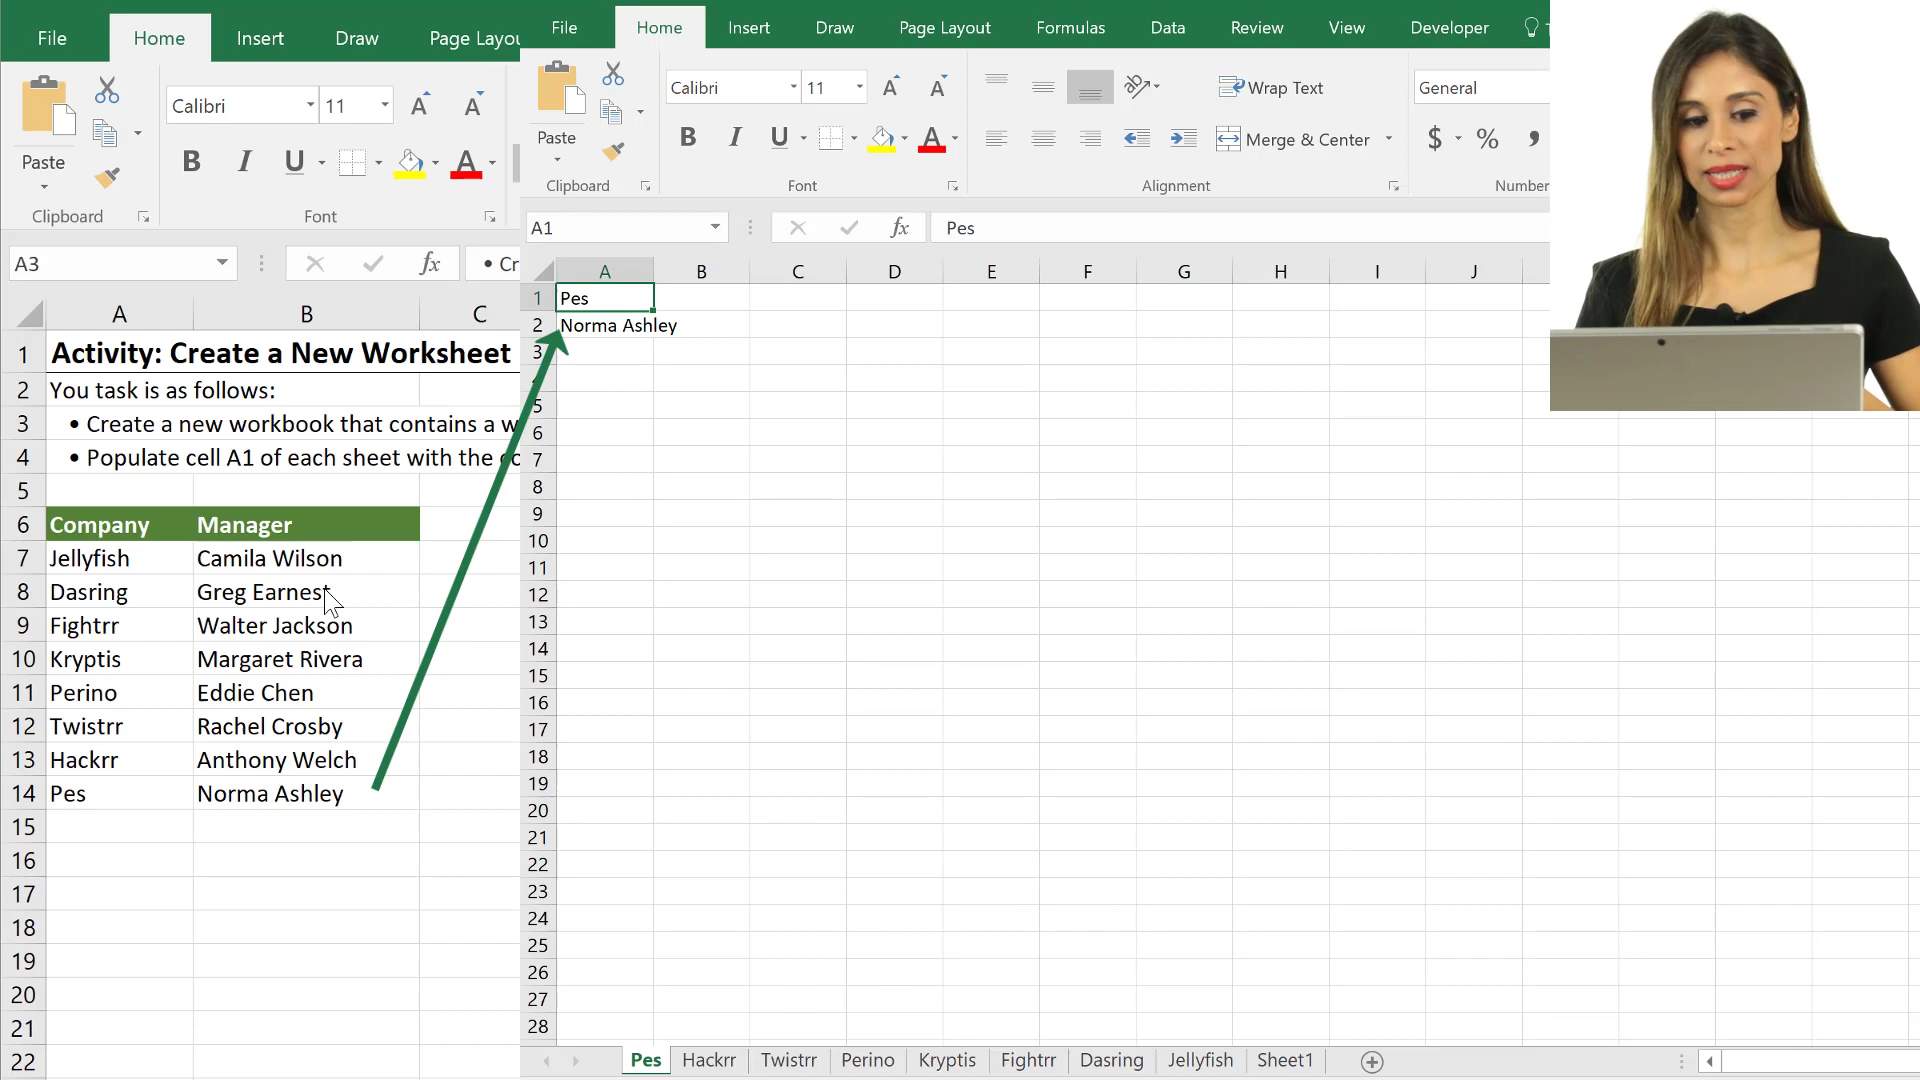 File Home Insert Draw Page Layou
Calibri 11 A A
Paste B I U A
Clipboard Font
A3 fx • Cr
A B C
1 Activity: Create a New Worksheet
2 You task is as follows:
3 • Create a new workbook that contains a w
4 • Populate cell A1 of each sheet with the co
5
6 Company Manager
7 Jellyfish Camila Wilson
8 Dasring Greg Earnest
9 Fightrr Walter Jackson
10 Kryptis Margaret Rivera
11 Perino Eddie Chen
12 Twistrr Rachel Crosby
13 Hackrr Anthony Welch
14 Pes Norma Ashley
15
16
17
18
19
20
21
22
File Home Insert Draw Page Layout Formulas Data Review View Developer
Calibri 11 A A ab Wrap Text General
Paste B I U A Merge & Center $ % ,
Clipboard Font Alignment Number
A1 fx Pes
A B C D E F G H I J
1 Pes
2 Norma Ashley
3
4
5
6
7
8
9
10
11
12
13
14
15
16
17
18
19
20
21
22
23
24
25
26
27
28
Pes Hackrr Twistrr Perino Kryptis Fightrr Dasring Jellyfish Sheet1